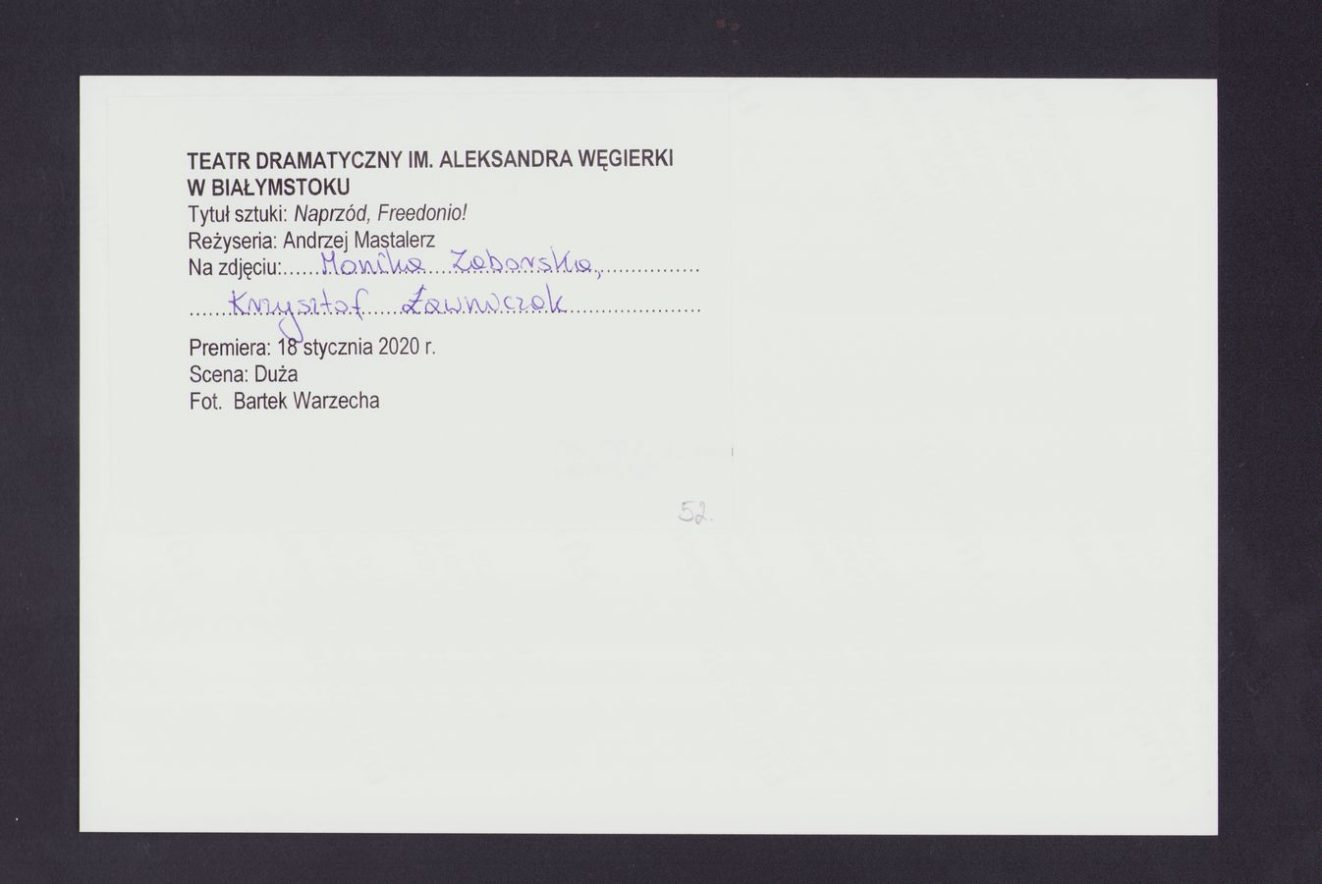 TEATR DRAMATYCZNY IM. ALEKSANDRA WĘGIERKI
W BIAŁYMSTOKU
Tytuł sztuki: Naprzód, Freedonio!
Reżyseria: Andrzej Mastalerz
Na zdjęciu:.....Monika Zaborska,...............
......Krzysztof Ławniczak.......................
Premiera: 18 stycznia 2020 r.
Scena: Duża
Fot. Bartek Warzecha
52.